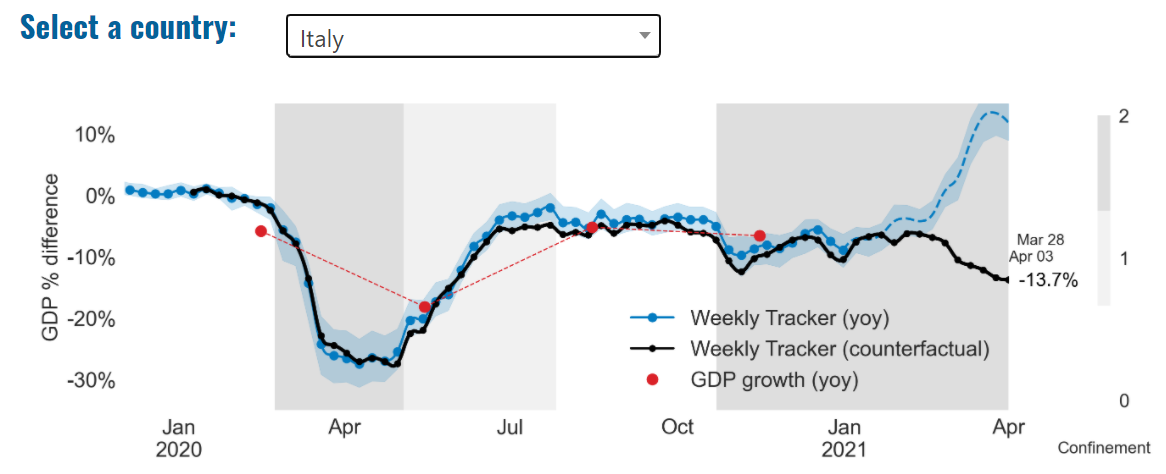 Select a country:
Italy
GDP % difference
10%
0%
-10%
-20%
-30%
Weekly Tracker (yoy)
Weekly Tracker (counterfactual)
GDP growth (yoy)
Mar 28
Apr 03
-13.7%
2
1
0
Confinement
Jan
2020
Apr
Jul
Oct
Jan
2021
Apr